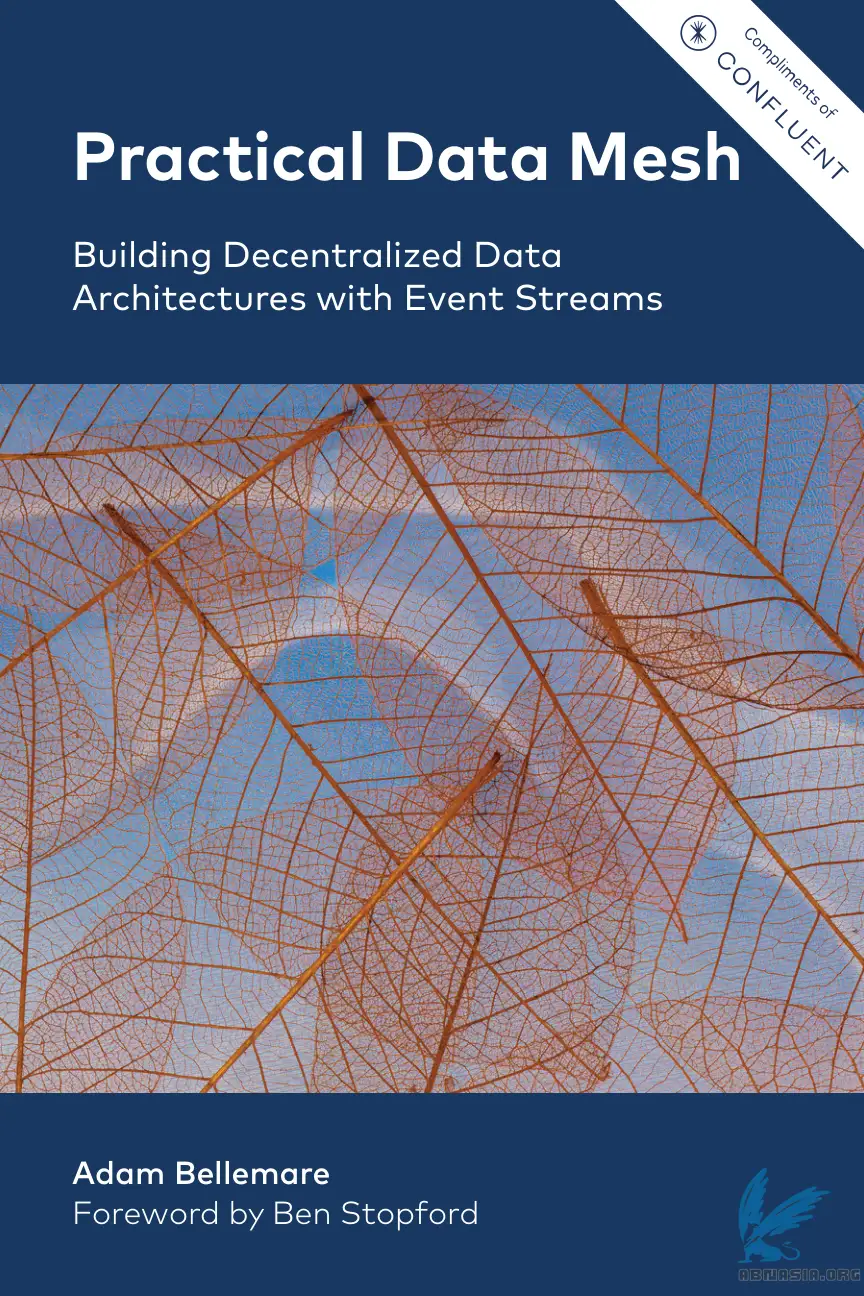 Compliments of
CONFLUENT
Practical Data Mesh
Building Decentralized Data
Architectures with Event Streams
Adam Bellemare
Foreword by Ben Stopford
ABNASIA.ORG